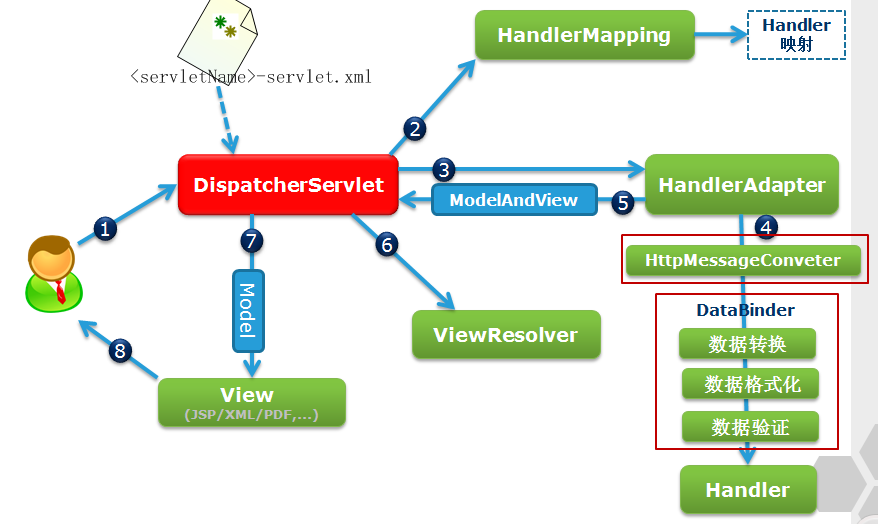 HandlerMapping
Handler
映射
<servletName>-servlet.xml
2
DispatcherServlet
3
HandlerAdapter
ModelAndView
5
1
7
6
4
HttpMessageConveter
Model
DataBinder
ViewResolver
数据转换
8
数据格式化
View
(JSP/XML/PDF,...)
数据验证
Handler